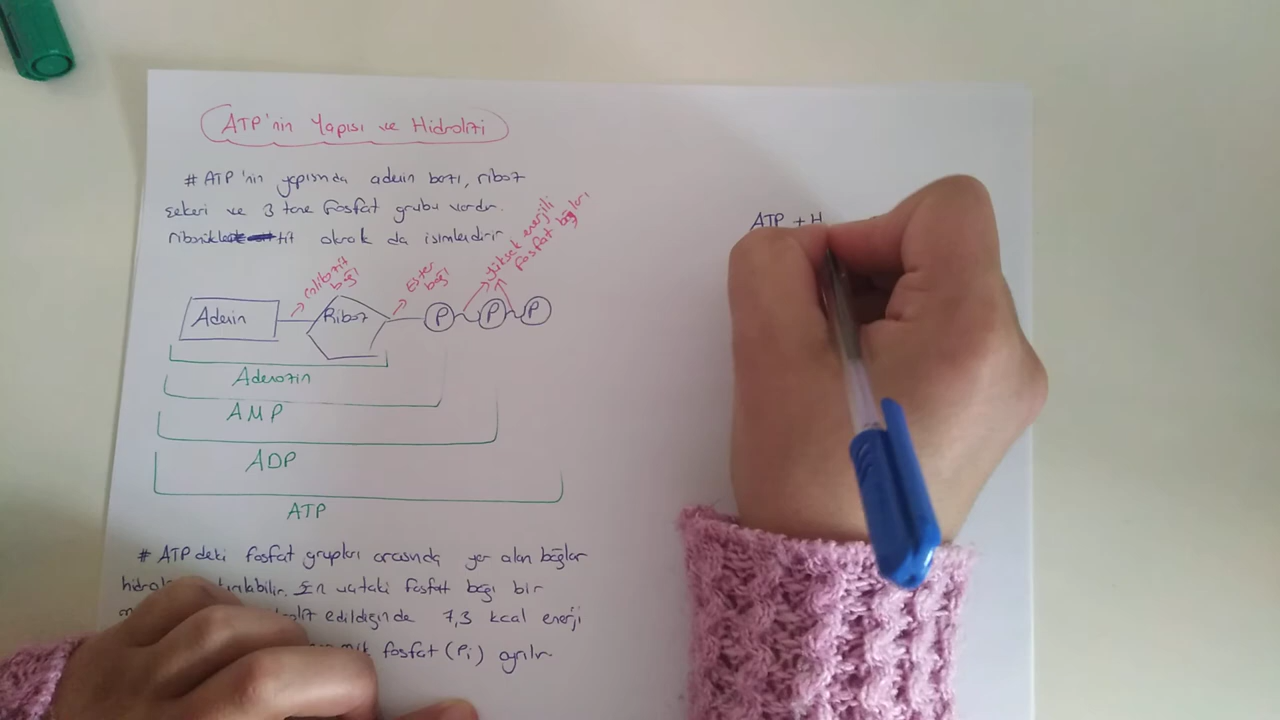 ATP'nin Yapısı ve Hidrolizi
# ATP'nin yapısında adenin bazı, riboz
şekeri ve 3 tane fosfat grubu vardır.
olarak da isimlendirilir
Glikozit bağı
Ester bağı
yüksek enerjili fosfat bağları
Adenin Riboz P P P
Adenozin
AMP
ADP
ATP
# ATP'deki fosfat grupları arasında yer alan bağlar
En uçtaki fosfat bağı bir
edildiğinde 7,3 kcal enerji
fosfat (Pi) ayrılır
ATP + H